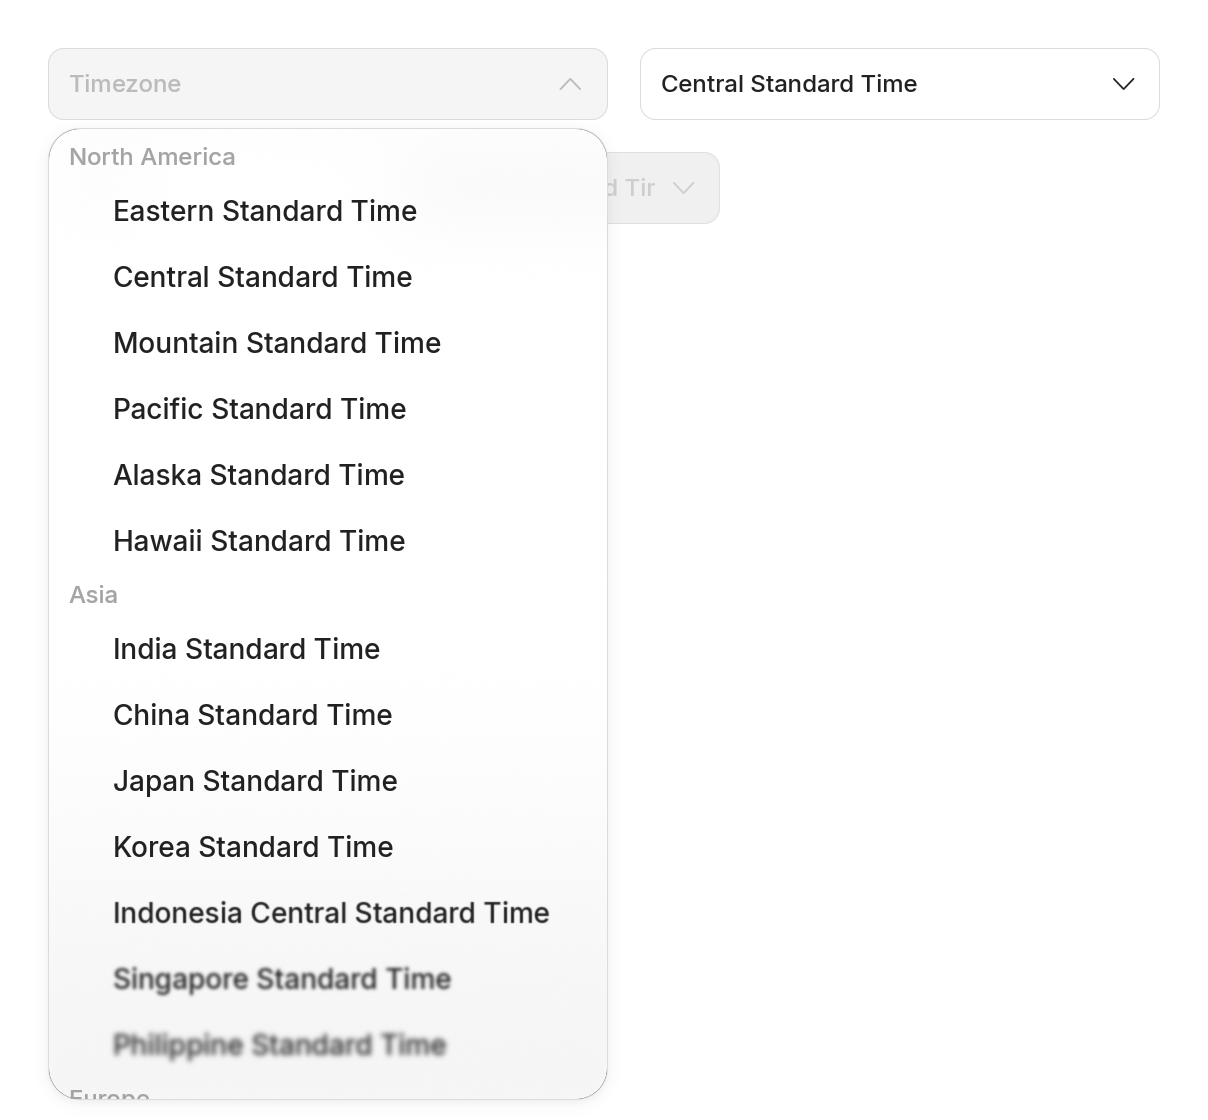 Timezone
Central Standard Time
d Tir
North America
Eastern Standard Time
Central Standard Time
Mountain Standard Time
Pacific Standard Time
Alaska Standard Time
Hawaii Standard Time
Asia
India Standard Time
China Standard Time
Japan Standard Time
Korea Standard Time
Indonesia Central Standard Time
Singapore Standard Time
Philippine Standard Time
Europe